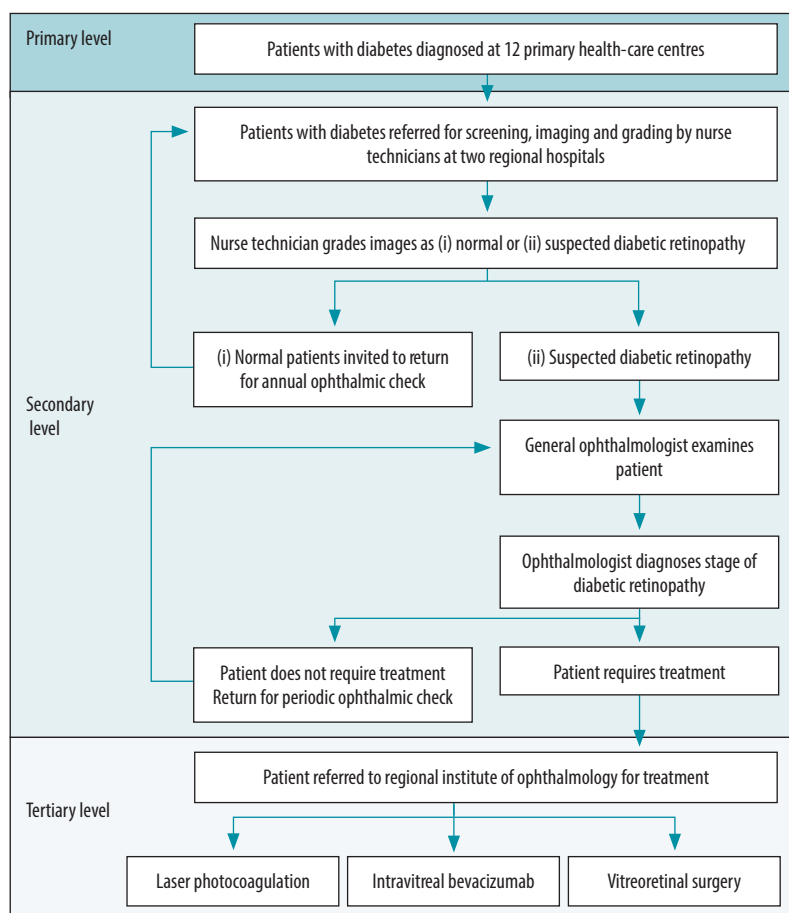 Primary level
Patients with diabetes diagnosed at 12 primary health-care centres
Patients with diabetes referred for screening, imaging and grading by nurse
technicians at two regional hospitals
Nurse technician grades images as (i) normal or (ii) suspected diabetic retinopathy
(i) Normal patients invited to return
for annual ophthalmic check
(ii) Suspected diabetic retinopathy
Secondary
level
General ophthalmologist examines
patient
Ophthalmologist diagnoses stage of
diabetic retinopathy
Patient does not require treatment
Return for periodic ophthalmic check
Patient requires treatment
Tertiary level
Patient referred to regional institute of ophthalmology for treatment
Laser photocoagulation
Intravitreal bevacizumab
Vitreoretinal surgery